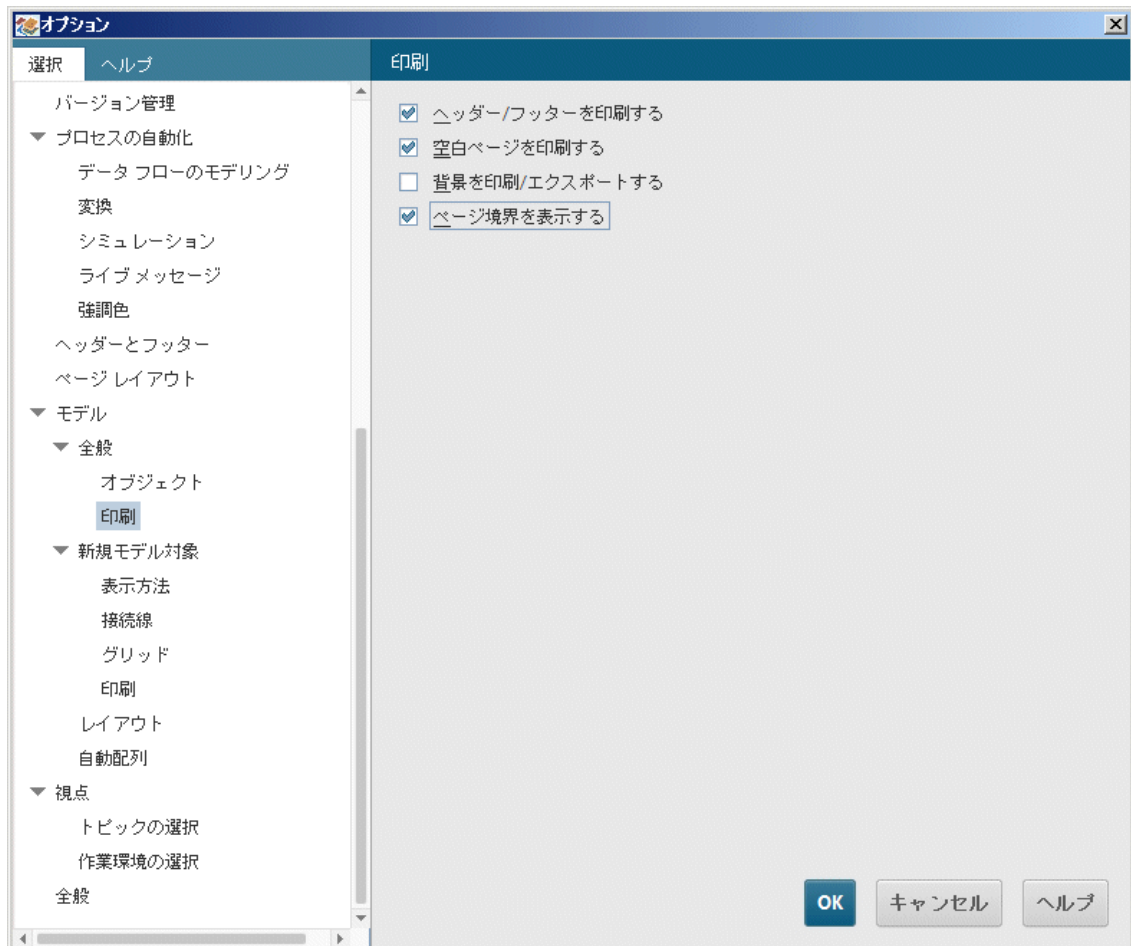 オプション
選択 ヘルプ
印刷
バージョン管理
プロセスの自動化
データ フローのモデリング
変換
シミュレーション
ライブ メッセージ
強調色
ヘッダーとフッター
ページ レイアウト
モデル
全般
オブジェクト
印刷
新規モデル対象
表示方法
接続線
グリッド
印刷
レイアウト
自動配列
視点
トピックの選択
作業環境の選択
全般
ヘッダー/フッターを印刷する
空白ページを印刷する
背景を印刷/エクスポートする
ページ境界を表示する
OK キャンセル ヘルプ